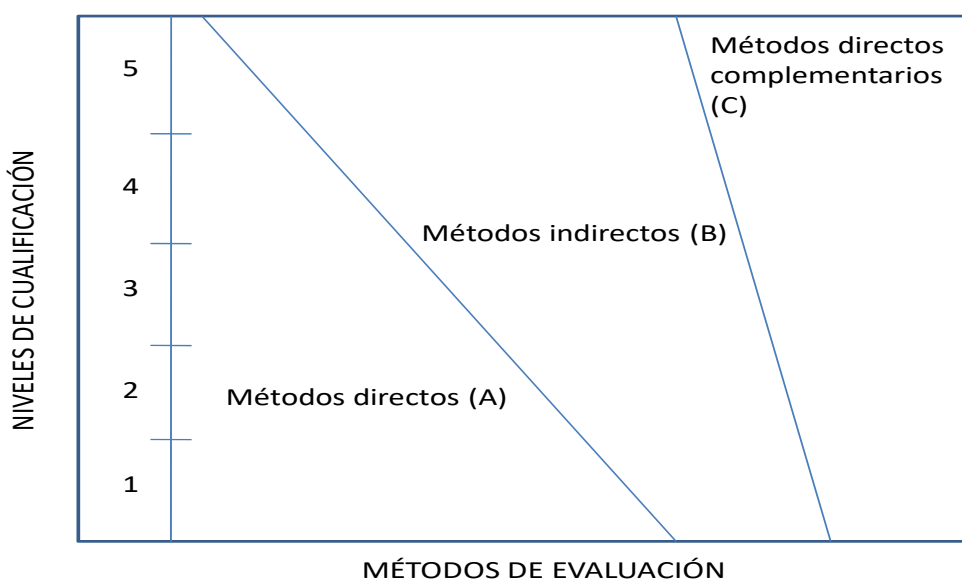 NIVELES DE CUALIFICACIÓN
5
4
3
2
1
Métodos directos
complementarios
(C)
Métodos indirectos (B)
Métodos directos (A)
MÉTODOS DE EVALUACIÓN